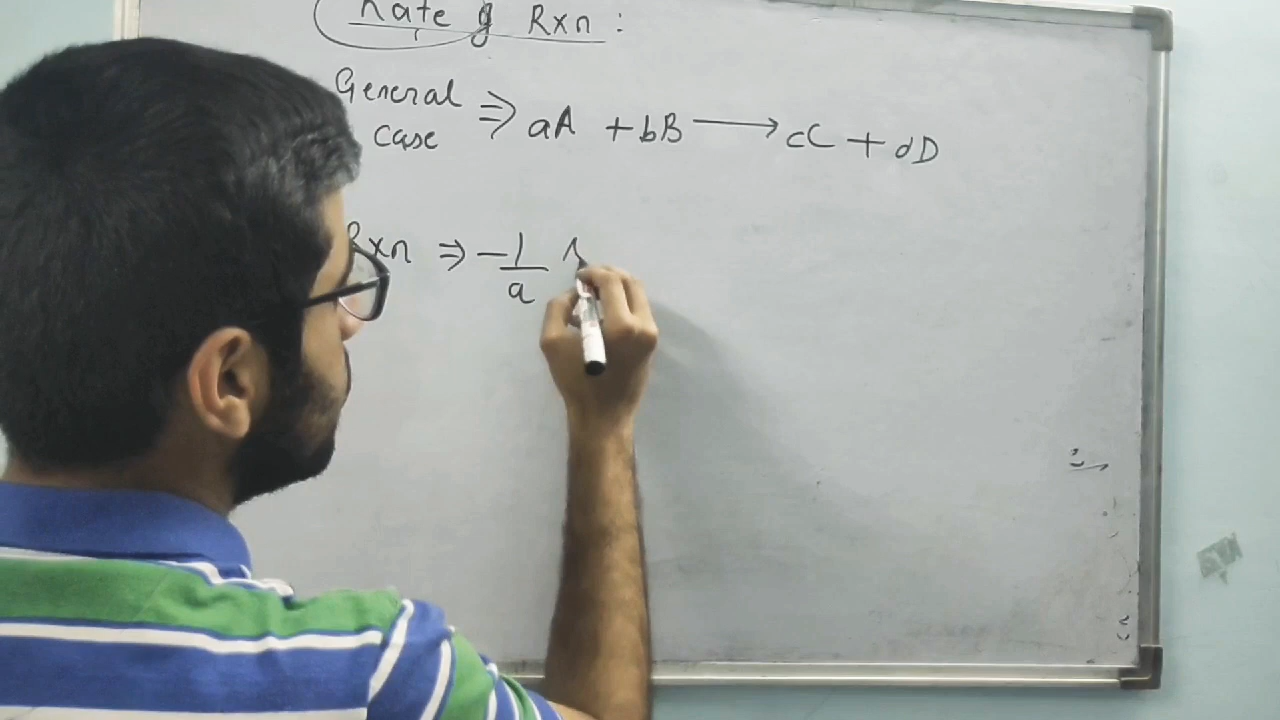 Rate of Rxn :
General
case ⇒ aA + bB ⟶ cC + dD
Rxn ⇒ -1/a